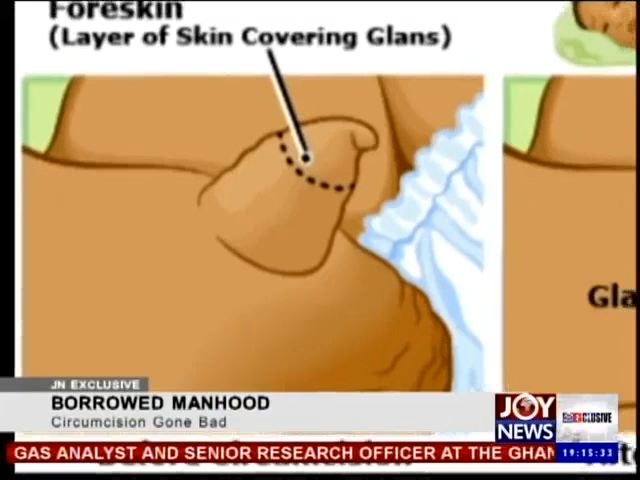 Foreskin
(Layer of Skin Covering Glans)
Gla
JN EXCLUSIVE
BORROWED MANHOOD
Circumcision Gone Bad
JOY
NEWS
EXCLUSIVE
GAS ANALYST AND SENIOR RESEARCH OFFICER AT THE GHAN
19:15:33